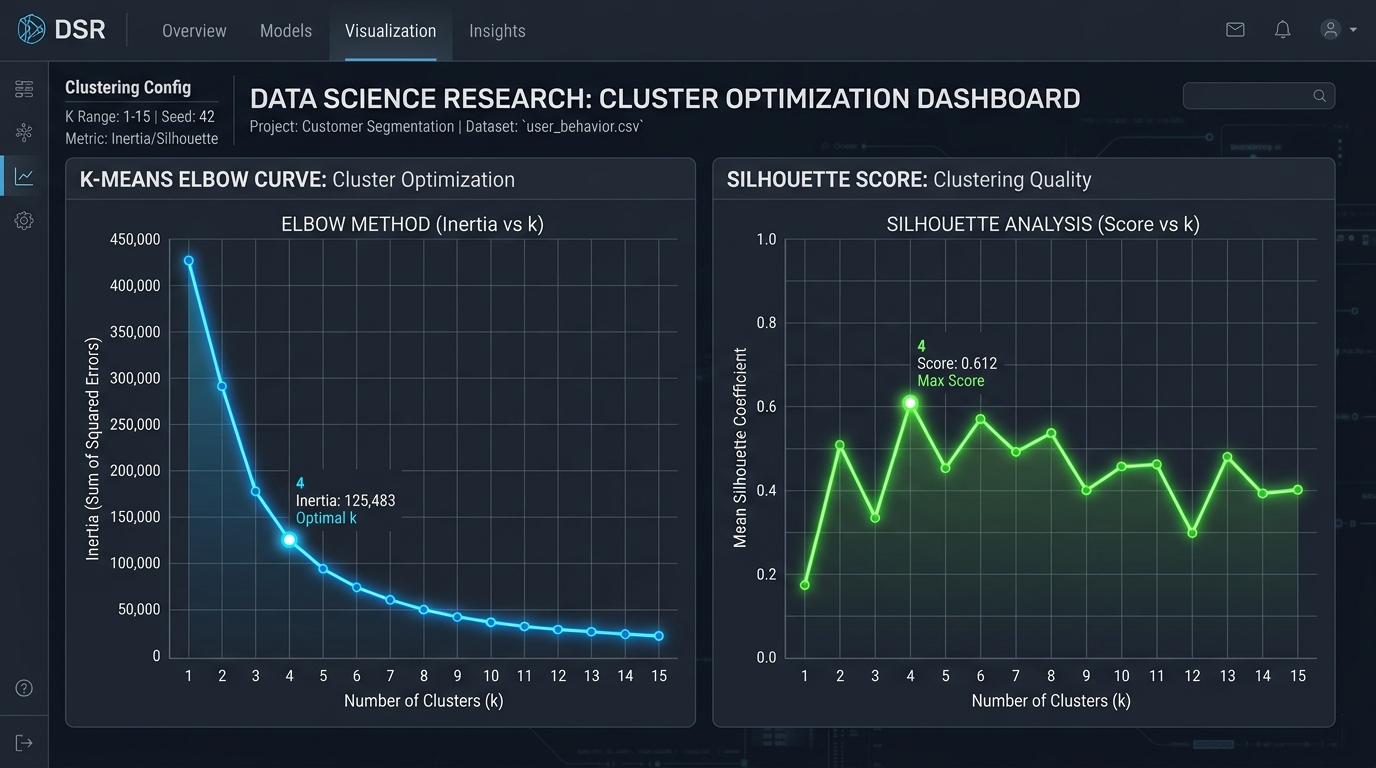 DSR
Overview
Models
Visualization
Insights
Clustering Config
K Range: 1-15 | Seed: 42
Metric: Inertia/Silhouette
DATA SCIENCE RESEARCH: CLUSTER OPTIMIZATION DASHBOARD
Project: Customer Segmentation | Dataset: `user_behavior.csv`
K-MEANS ELBOW CURVE: Cluster Optimization
ELBOW METHOD (Inertia vs k)
Inertia (Sum of Squared Errors)
450,000
400,000
350,000
300,000
250,000
200,000
150,000
100,000
50,000
0
4
Inertia: 125,483
Optimal k
1 2 3 4 5 6 7 8 9 10 11 12 13 14 15
Number of Clusters (k)
SILHOUETTE SCORE: Clustering Quality
SILHOUETTE ANALYSIS (Score vs k)
Mean Silhouette Coefficient
1.0
0.8
0.6
0.4
0.2
0.0
4
Score: 0.612
Max Score
1 2 3 4 5 6 7 8 9 10 11 12 13 14 15
Number of Clusters (k)